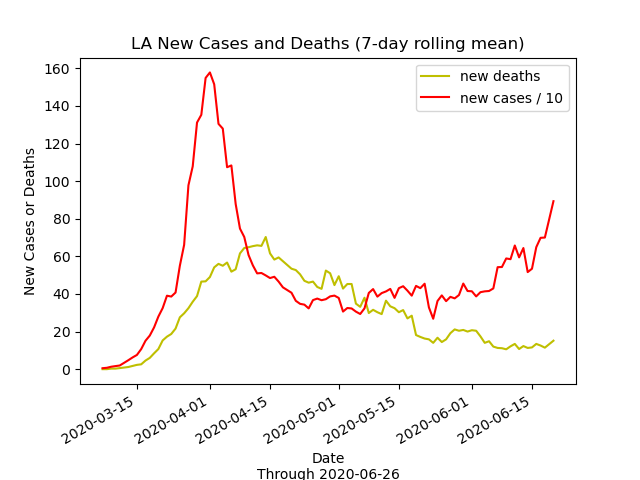 LA New Cases and Deaths (7-day rolling mean)
new deaths
new cases / 10
New Cases or Deaths
160
140
120
100
80
60
40
20
0
2020-03-15
2020-04-01
2020-04-15
2020-05-01
2020-05-15
2020-06-01
2020-06-15
Date
Through 2020-06-26